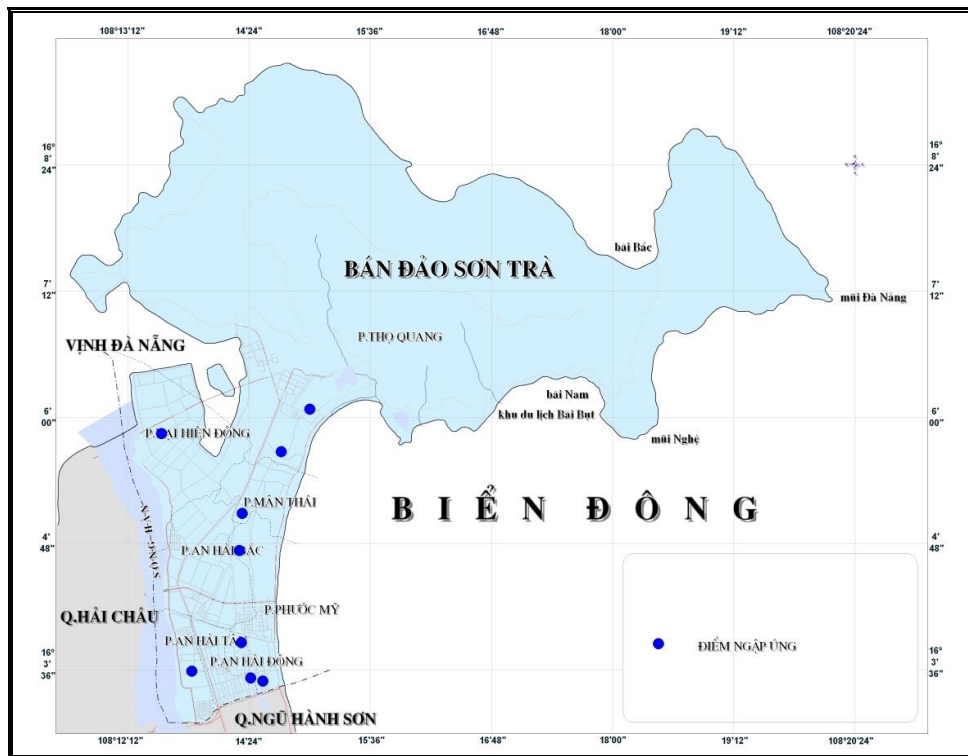 108°13'12" 14'24" 15'36" 16'48" 18'00" 19'12" 108°20'24"
16°
8'
24"
16°
8'
24"
bãi Bắc
BÁN ĐẢO SƠN TRÀ
7'
12"
7'
12"
mũi Đà Nẵng
P.THỌ QUANG
VỊNH ĐÀ NẴNG
bãi Nam
6'
00"
6'
00"
khu du lịch Bãi Bụt
P.NẠI HIÊN ĐÔNG
mũi Nghệ
P.MÂN THÁI
BIỂN ĐÔNG
SÔNG HÀN
4'
48"
4'
48"
P.AN HẢI BẮC
P.PHƯỚC MỸ
Q.HẢI CHÂU
P.AN HẢI TÂY
ĐIỂM NGẬP ÚNG
P.AN HẢI ĐÔNG
16°
3'
36"
16°
3'
36"
Q.NGŨ HÀNH SƠN
108°12'12" 14'24" 15'36" 16'48" 18'00" 19'12" 108°20'24"